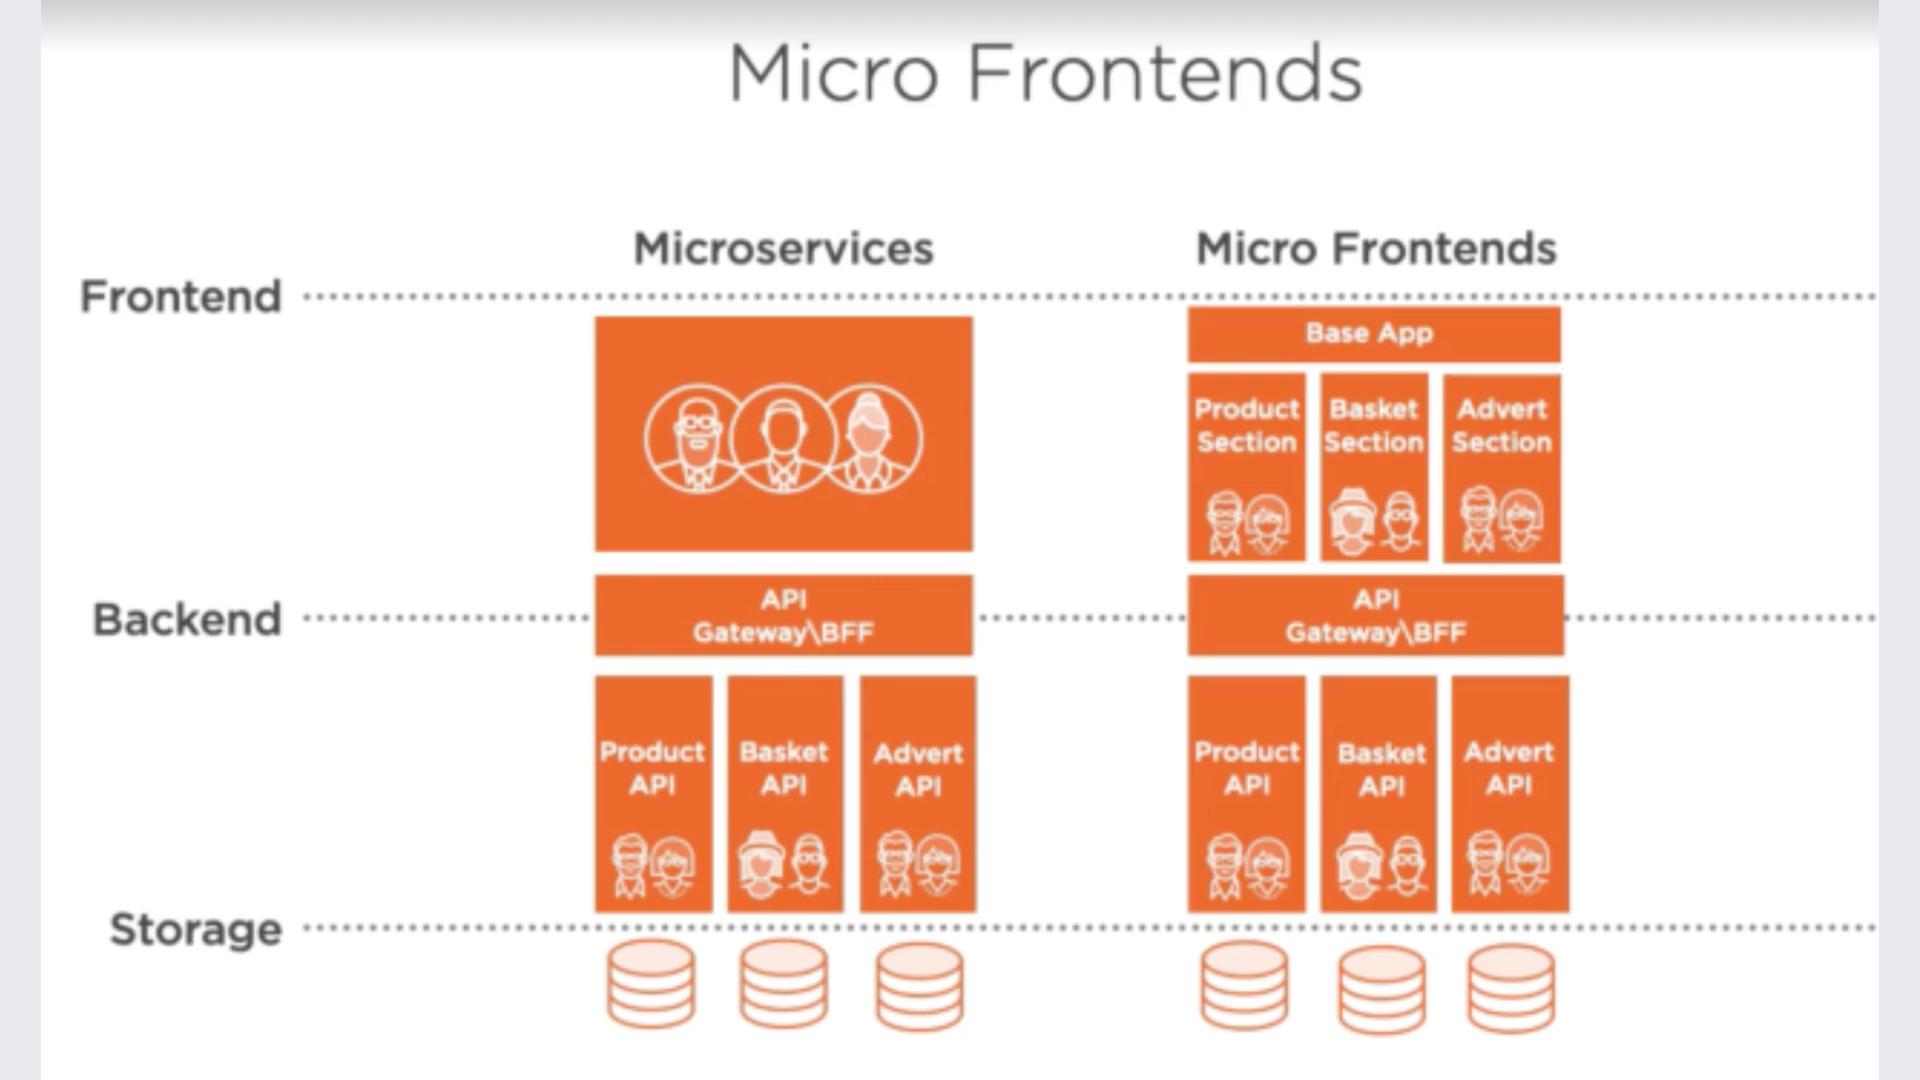 Micro Frontends
Microservices
Micro Frontends
Frontend
Base App
Product
Section
Basket
Section
Advert
Section
Backend
API
Gateway\BFF
API
Gateway\BFF
Product
API
Basket
API
Advert
API
Product
API
Basket
API
Advert
API
Storage